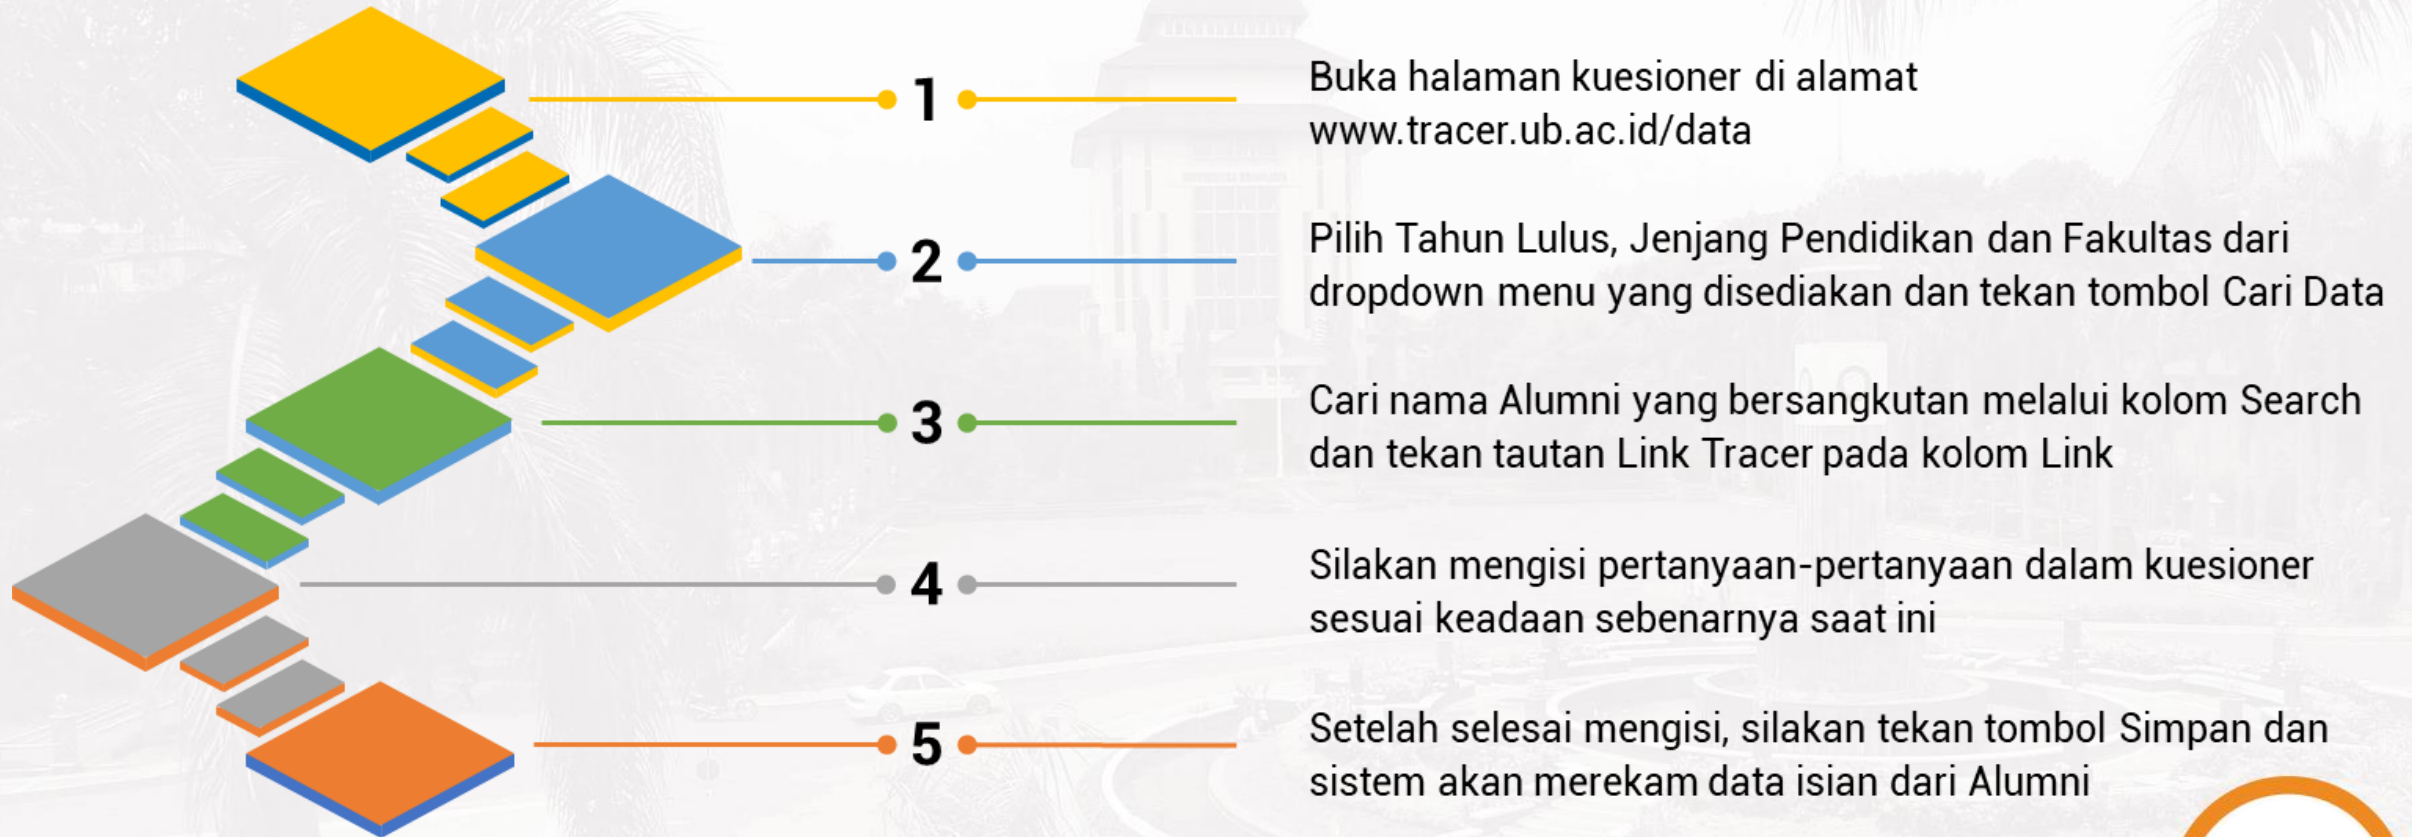 1
Buka halaman kuesioner di alamat
www.tracer.ub.ac.id/data
2
Pilih Tahun Lulus, Jenjang Pendidikan dan Fakultas dari
dropdown menu yang disediakan dan tekan tombol Cari Data
3
Cari nama Alumni yang bersangkutan melalui kolom Search
dan tekan tautan Link Tracer pada kolom Link
4
Silakan mengisi pertanyaan-pertanyaan dalam kuesioner
sesuai keadaan sebenarnya saat ini
5
Setelah selesai mengisi, silakan tekan tombol Simpan dan
sistem akan merekam data isian dari Alumni